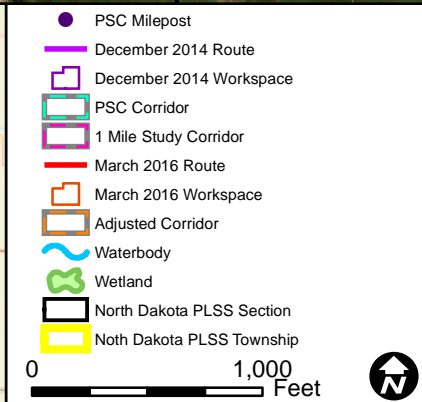 PSC Milepost
December 2014 Route
December 2014 Workspace
PSC Corridor
1 Mile Study Corridor
March 2016 Route
March 2016 Workspace
Adjusted Corridor
Waterbody
Wetland
North Dakota PLSS Section
Noth Dakota PLSS Township
0 1,000
Feet
N